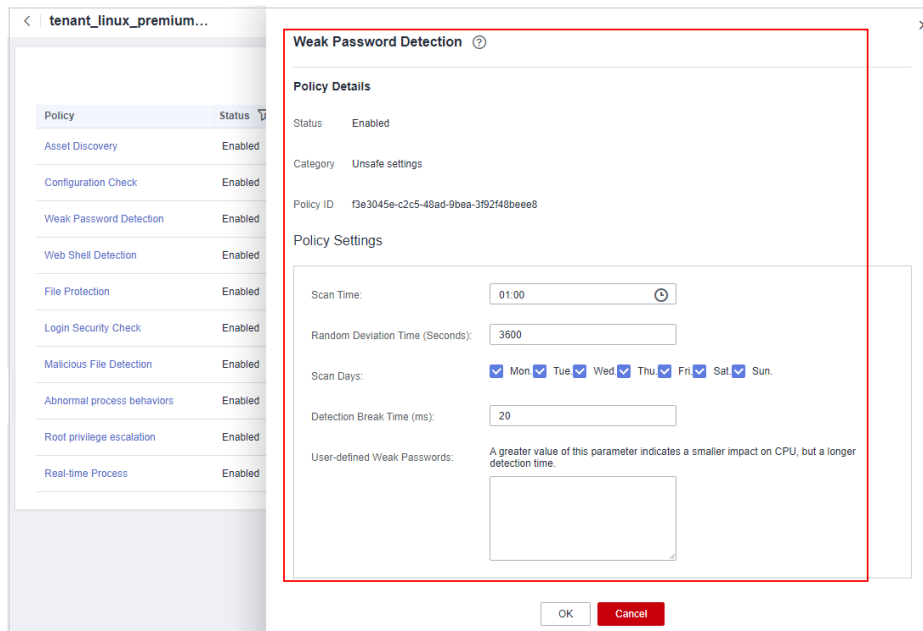 tenant_linux_premium...
Policy Status
Asset Discovery Enabled
Configuration Check Enabled
Weak Password Detection Enabled
Web Shell Detection Enabled
File Protection Enabled
Login Security Check Enabled
Malicious File Detection Enabled
Abnormal process behaviors Enabled
Root privilege escalation Enabled
Real-time Process Enabled
Weak Password Detection ?
Policy Details
Status Enabled
Category Unsafe settings
Policy ID f3e3045e-c2c5-48ad-9bea-3f92f48beee8
Policy Settings
Scan Time: 01:00
Random Deviation Time (Seconds): 3600
Scan Days: Mon. Tue. Wed. Thu. Fri. Sat. Sun.
Detection Break Time (ms): 20
User-defined Weak Passwords: A greater value of this parameter indicates a smaller impact on CPU, but a longer
detection time.
OK Cancel